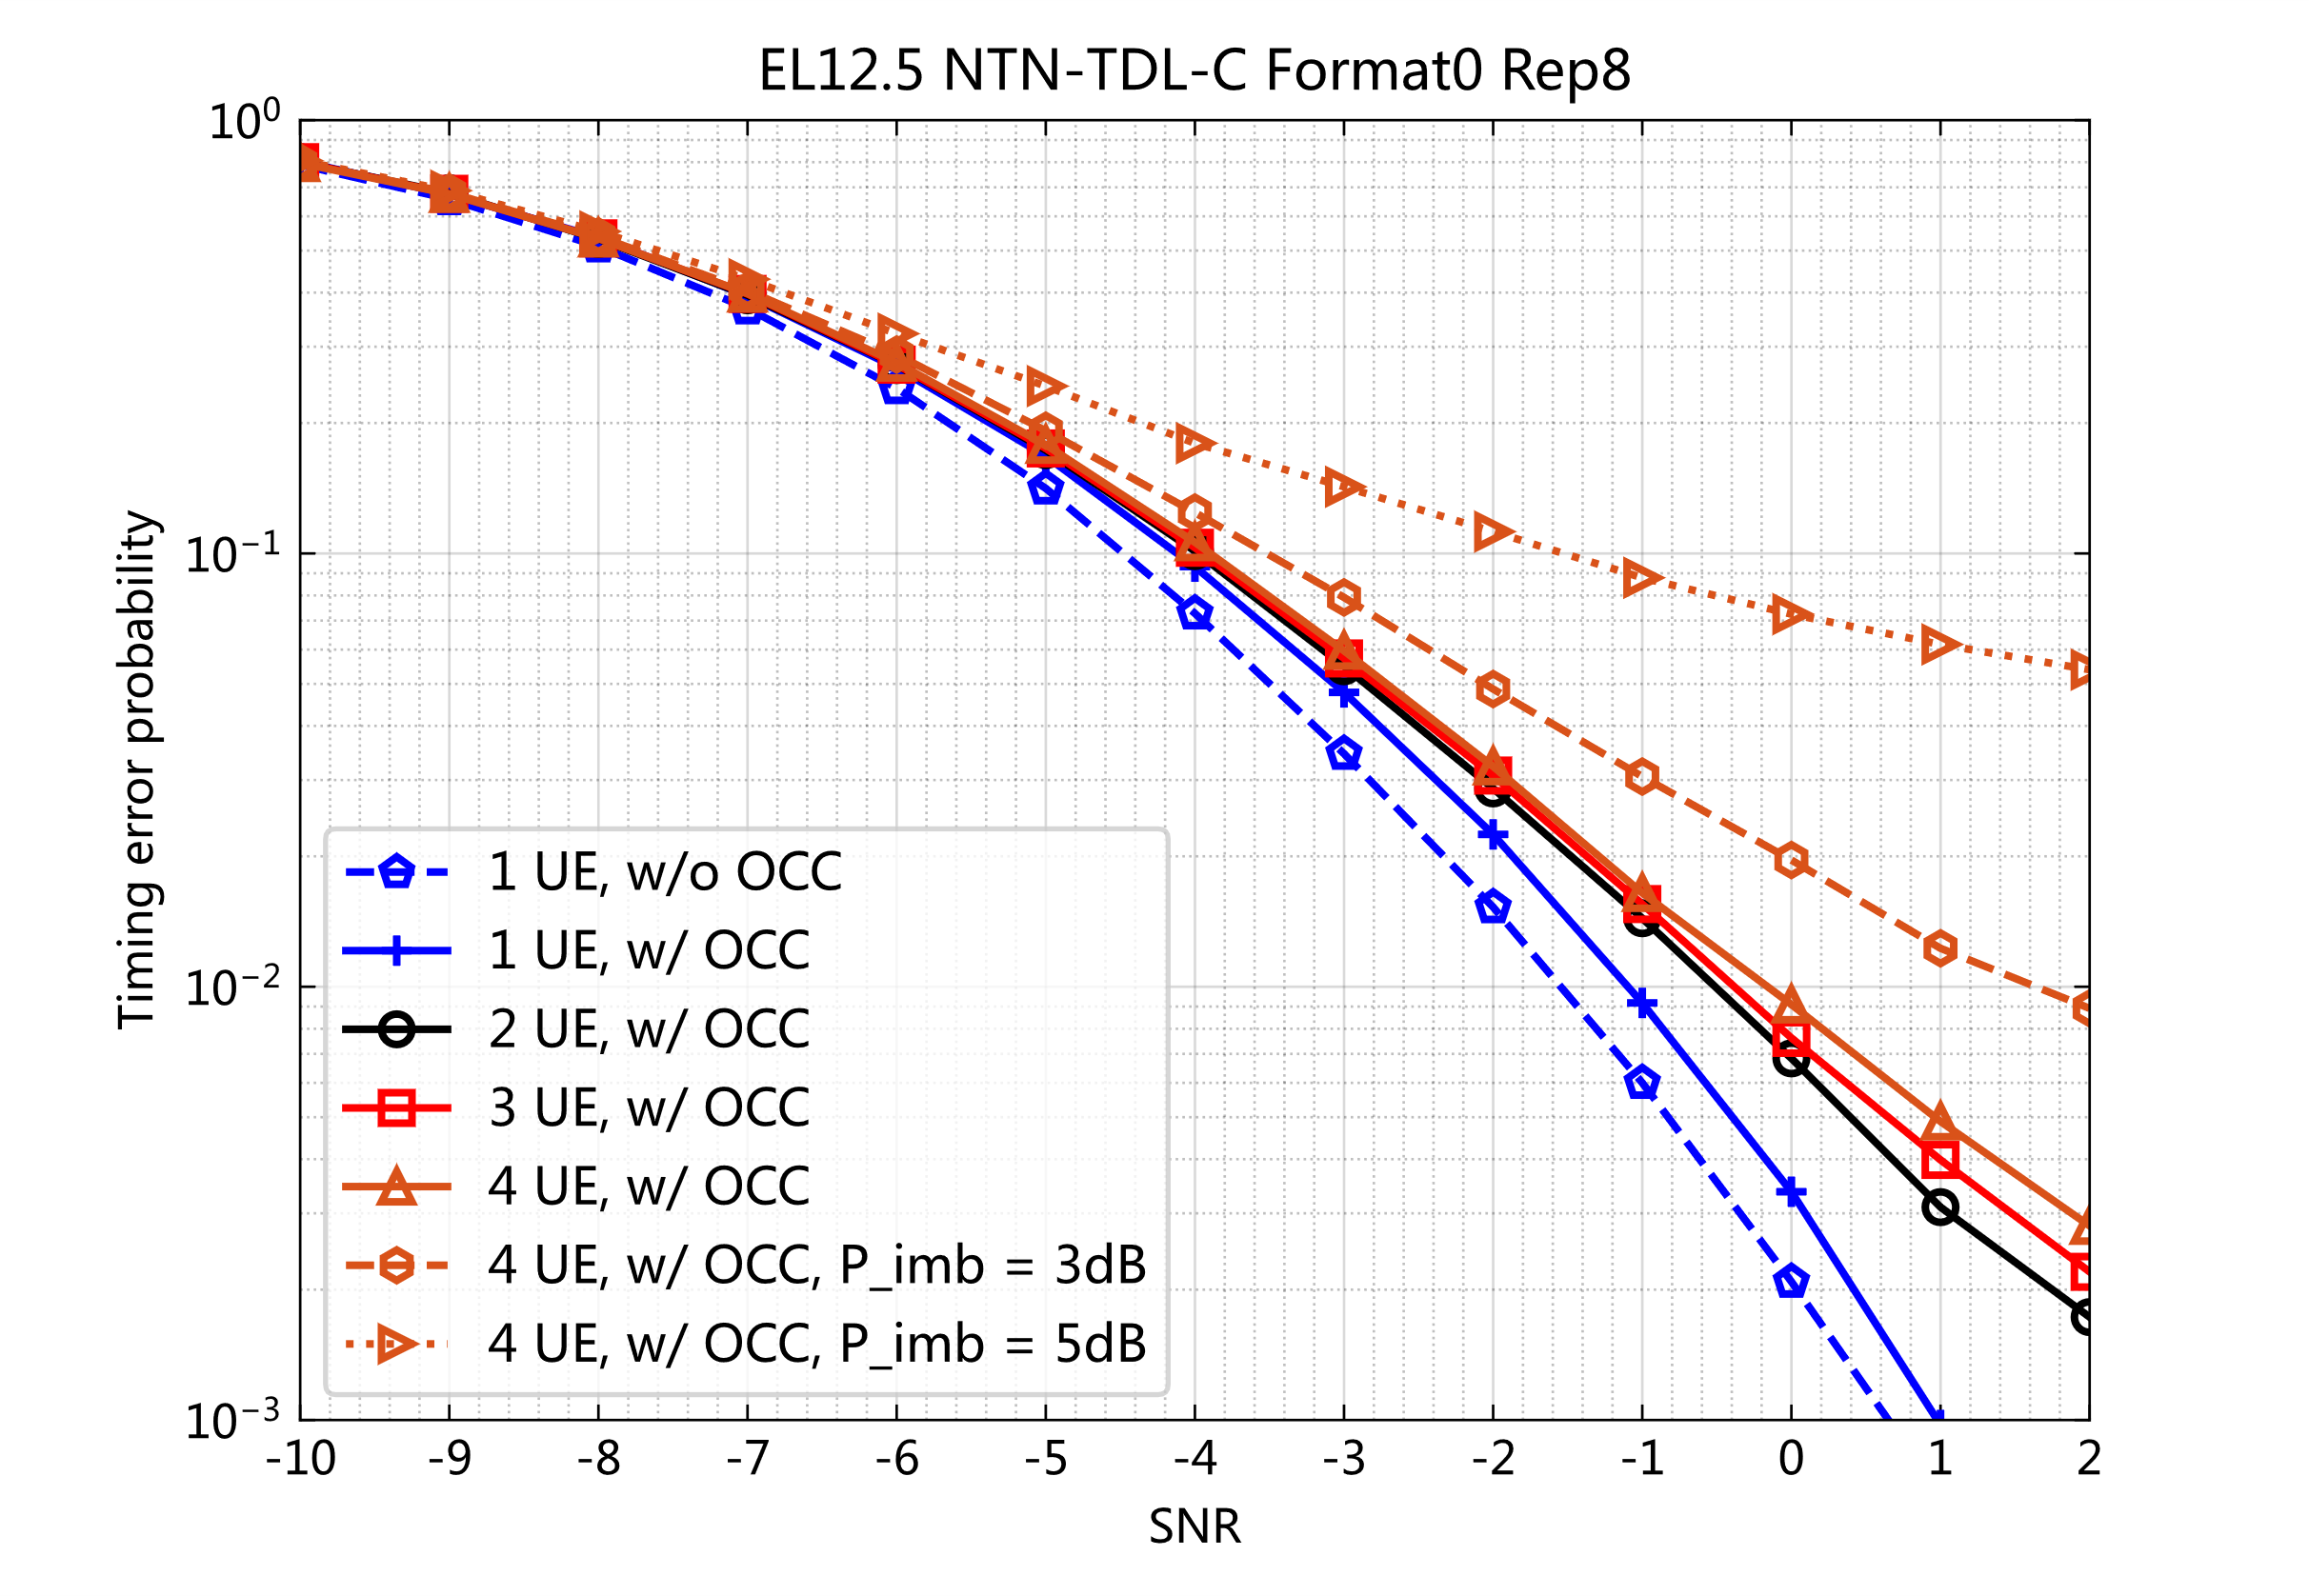 EL12.5 NTN-TDL-C Format0 Rep8
Timing error probability
10⁰
10⁻¹
10⁻²
10⁻³
1 UE, w/o OCC
1 UE, w/ OCC
2 UE, w/ OCC
3 UE, w/ OCC
4 UE, w/ OCC
4 UE, w/ OCC, P_imb = 3dB
4 UE, w/ OCC, P_imb = 5dB
-10 -9 -8 -7 -6 -5 -4 -3 -2 -1 0 1 2
SNR